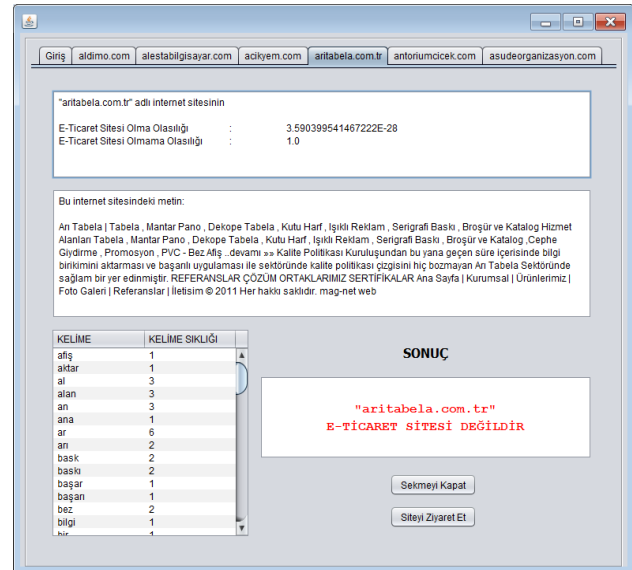 Giriş aldimo.com alestabilgisayar.com acikyem.com aritabela.com.tr antoriumcicek.com asudeorganizasyon.com
"aritabela.com.tr" adlı internet sitesinin
E-Ticaret Sitesi Olma Olasılığı : 3.590399541467222E-28
E-Ticaret Sitesi Olmama Olasılığı : 1.0
Bu internet sitesindeki metin:
Arı Tabela | Tabela , Mantar Pano , Dekope Tabela , Kutu Harf , Işıklı Reklam , Serigrafi Baskı , Broşür ve Katalog Hizmet
Alanları Tabela , Mantar Pano , Dekope Tabela , Kutu Harf , Işıklı Reklam , Serigrafi Baskı , Broşür ve Katalog ,Cephe
Giydirme , Promosyon , PVC - Bez Afiş ..devamı »» Kalite Politikası Kuruluşundan bu yana geçen süre içerisinde bilgi
birikimini aktarması ve başarılı uygulaması ile sektöründe kalite politikası çizgisini hiç bozmayan Arı Tabela Sektöründe
sağlam bir yer edinmiştir. REFERANSLAR ÇÖZÜM ORTAKLARIMIZ SERTİFİKALAR Ana Sayfa | Kurumsal | Ürünlerimiz |
Foto Galeri | Referanslar | İletisim © 2011 Her hakkı saklıdır. mag-net web
KELİME KELİME SIKLIĞI
afiş 1
aktar 1
al 3
alan 3
an 3
ana 1
ar 6
arı 2
bask 2
baskı 2
başar 1
başarı 1
bez 2
bilgi 1
bir 1
SONUÇ
"aritabela.com.tr"
E-TİCARET SİTESİ DEĞİLDİR
Sekmeyi Kapat
Siteyi Ziyaret Et